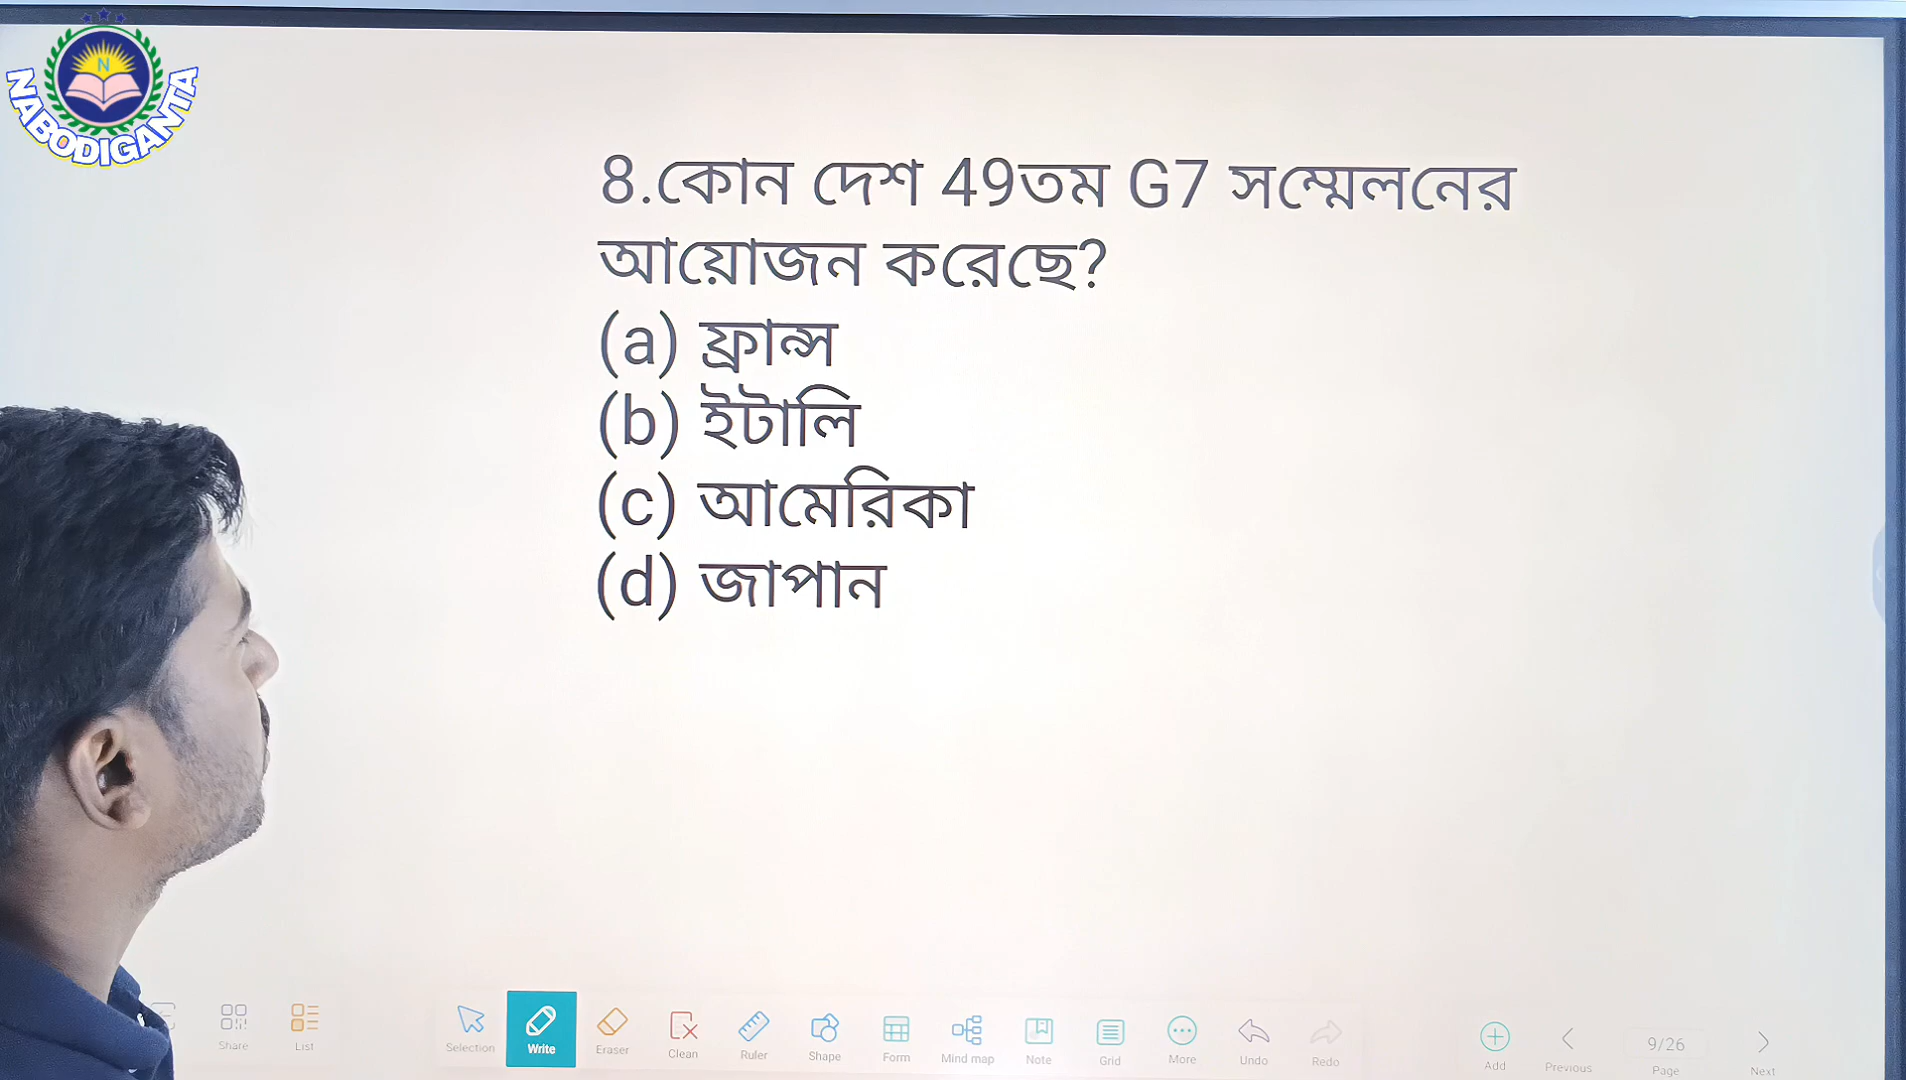 N
NABODIGANTA
8.কোন দেশ 49তম G7 সম্মেলনের
আয়োজন করেছে?
(a) ফ্রান্স
(b) ইটালি
(c) আমেরিকা
(d) জাপান
Share
List
Selection
Write
Eraser
Clean
Ruler
Shape
Form
Mind map
Note
Grid
More
Undo
Redo
Add
Previous
9/26
Page
Next